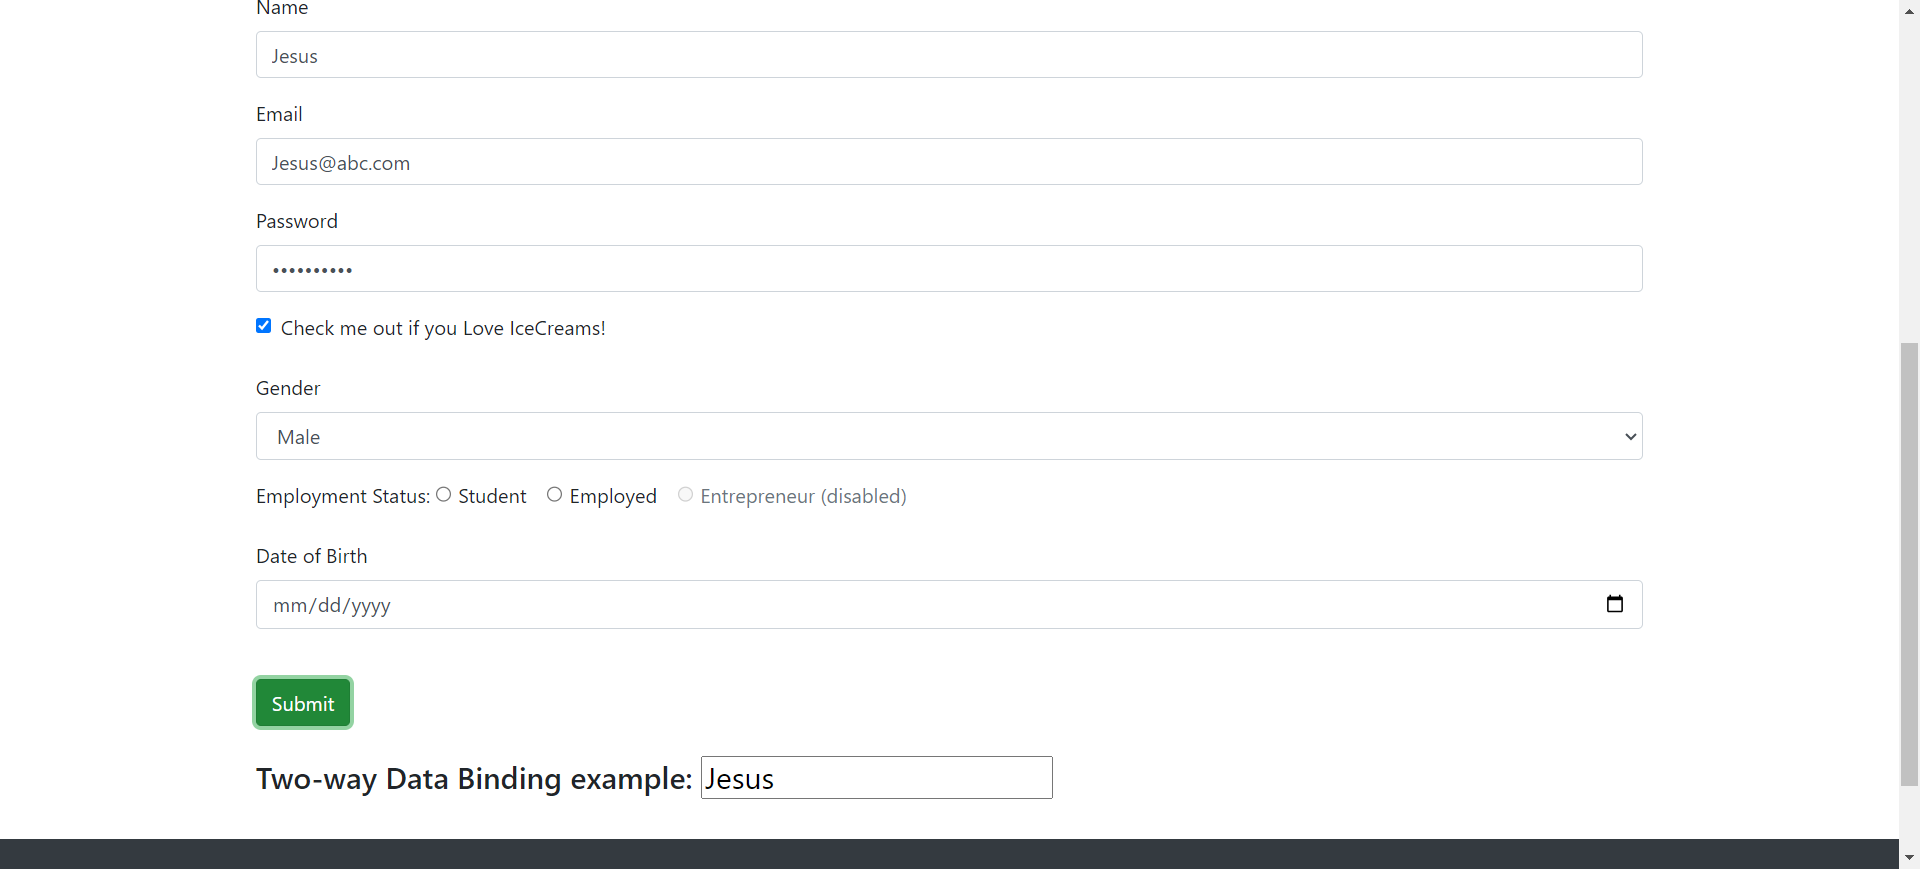 Name
Jesus
Email
Jesus@abc.com
Password
••••••••••
Check me out if you Love IceCreams!
Gender
Male
Employment Status: Student Employed Entrepreneur (disabled)
Date of Birth
mm/dd/yyyy
Submit
Two-way Data Binding example: Jesus